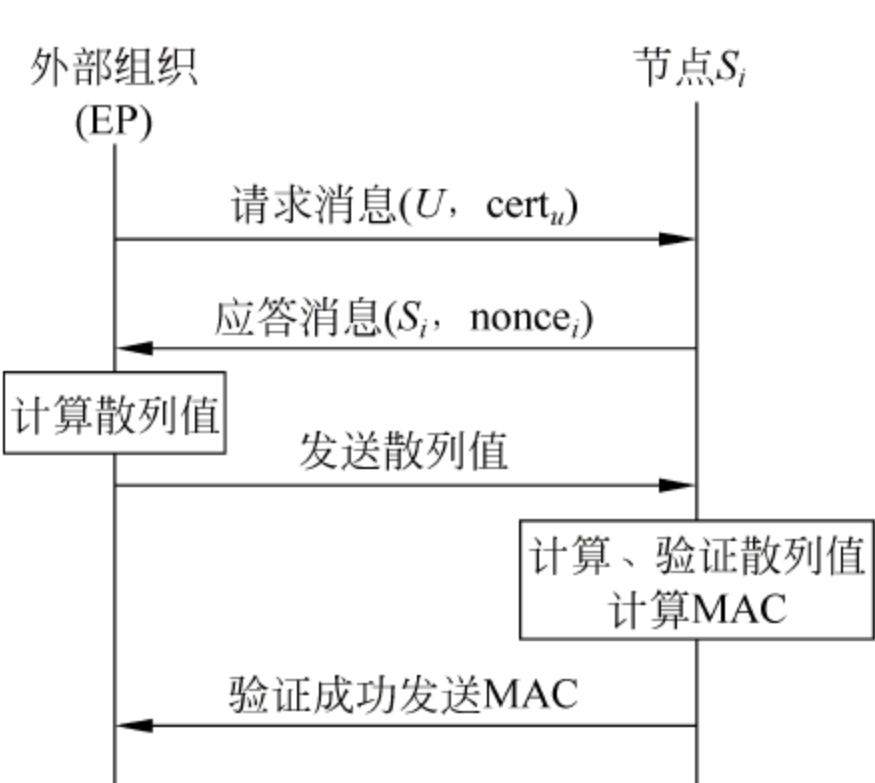 外部组织
(EP)
节点Si
请求消息(U，certu)
应答消息(Si，noncei)
计算散列值
发送散列值
计算、验证散列值
计算MAC
验证成功发送MAC